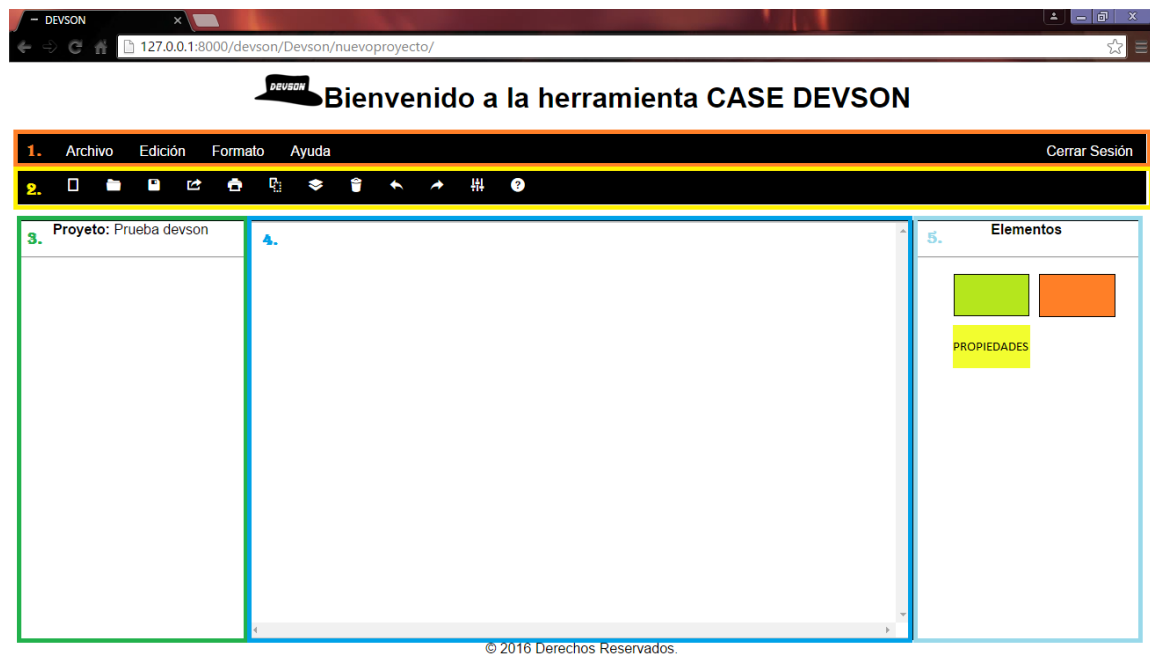 DEVSON
127.0.0.1:8000/devson/Devson/nuevoproyecto/
DEVSON
Bienvenido a la herramienta CASE DEVSON
1. Archivo Edición Formato Ayuda Cerrar Sesión
2.
3. Proyeto: Prueba devson
4.
5. Elementos
PROPIEDADES
© 2016 Derechos Reservados.